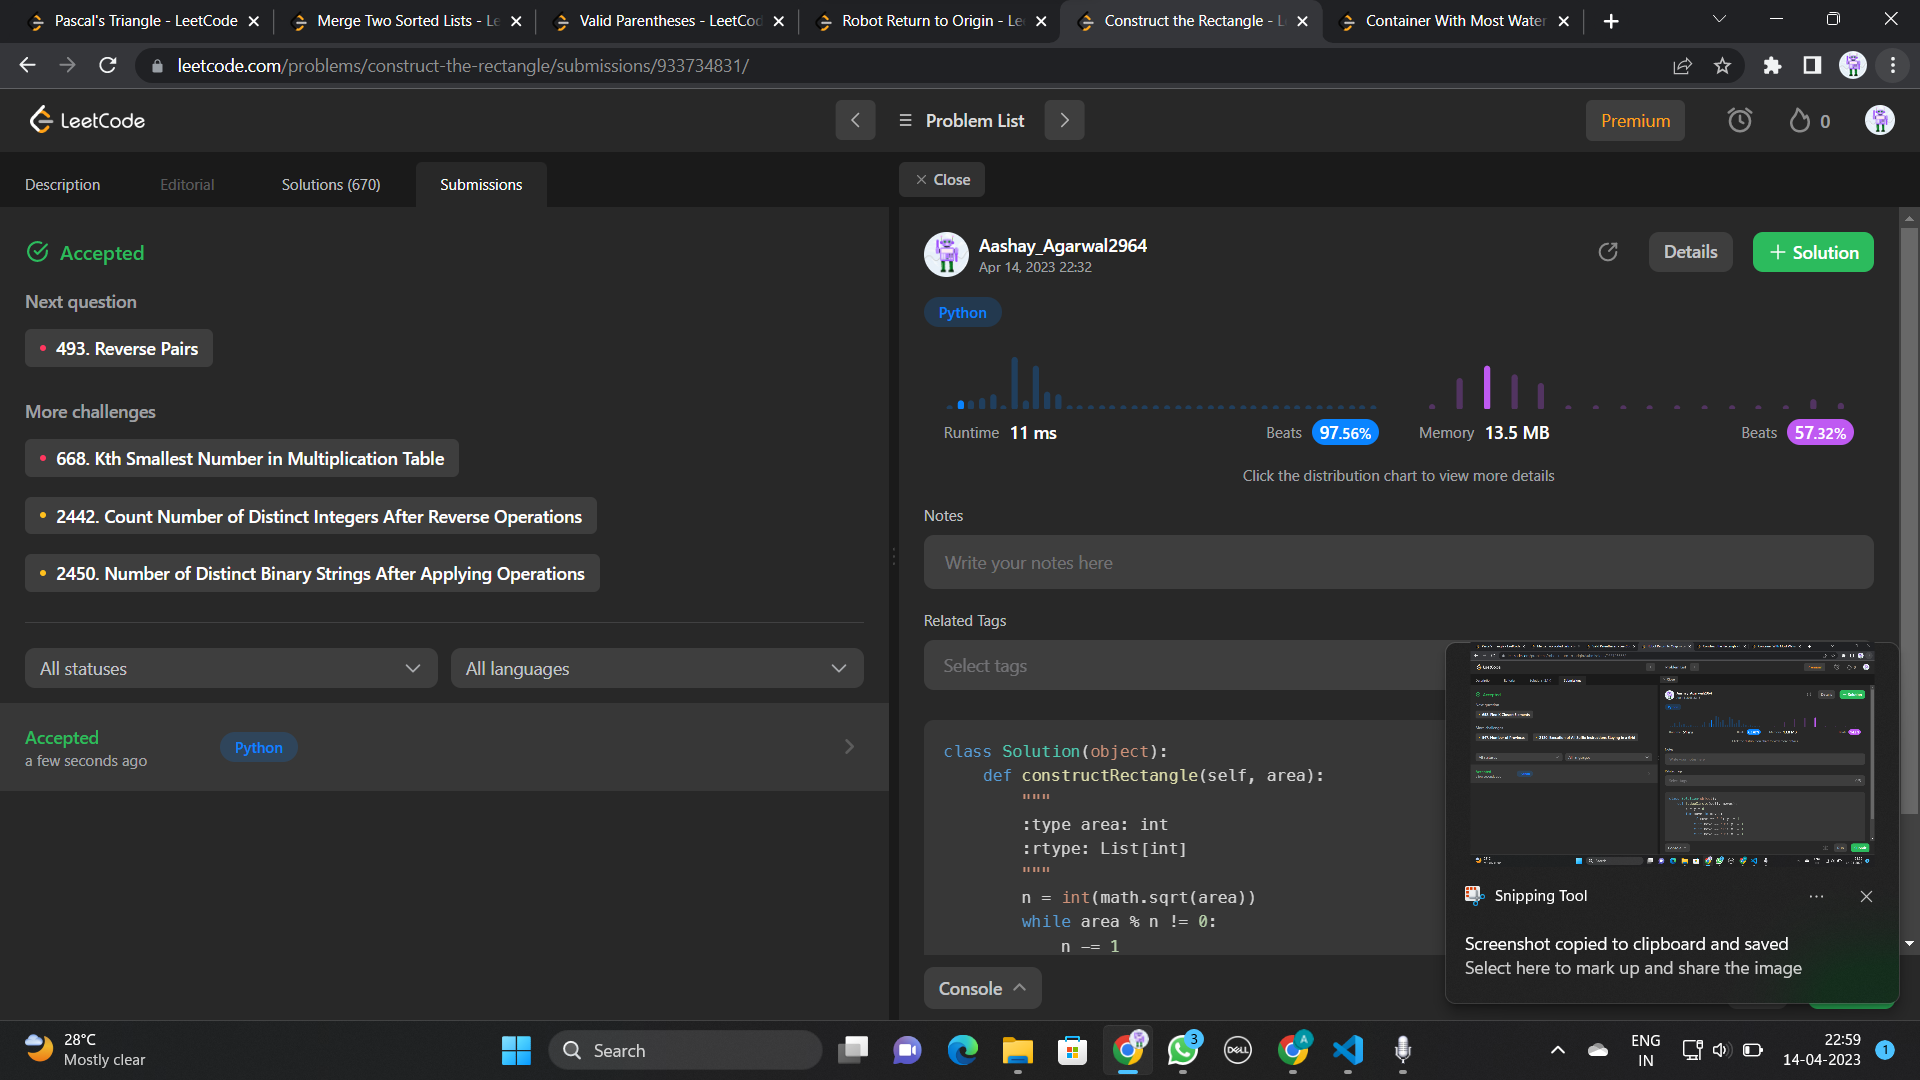 Pascal's Triangle - LeetCode
Merge Two Sorted Lists - Le
Valid Parentheses - LeetCod
Robot Return to Origin - Le
Construct the Rectangle - L
Container With Most Water
leetcode.com/problems/construct-the-rectangle/submissions/933734831/
LeetCode
Problem List
Premium
0
Description
Editorial
Solutions (670)
Submissions
Close
Accepted
Next question
493. Reverse Pairs
More challenges
668. Kth Smallest Number in Multiplication Table
2442. Count Number of Distinct Integers After Reverse Operations
2450. Number of Distinct Binary Strings After Applying Operations
All statuses
All languages
Accepted
a few seconds ago
Python
Aashay_Agarwal2964
Apr 14, 2023 22:32
Details
+ Solution
Python
Runtime 11 ms
Beats 97.56%
Memory 13.5 MB
Beats 57.32%
Click the distribution chart to view more details
Notes
Write your notes here
Related Tags
Select tags
class Solution(object):
def constructRectangle(self, area):
"""
:type area: int
:rtype: List[int]
"""
n = int(math.sqrt(area))
while area % n != 0:
n -= 1
Console
Snipping Tool
Screenshot copied to clipboard and saved
Select here to mark up and share the image
28°C
Mostly clear
Search
3
DELL
A
ENG
IN
22:59
14-04-2023
1